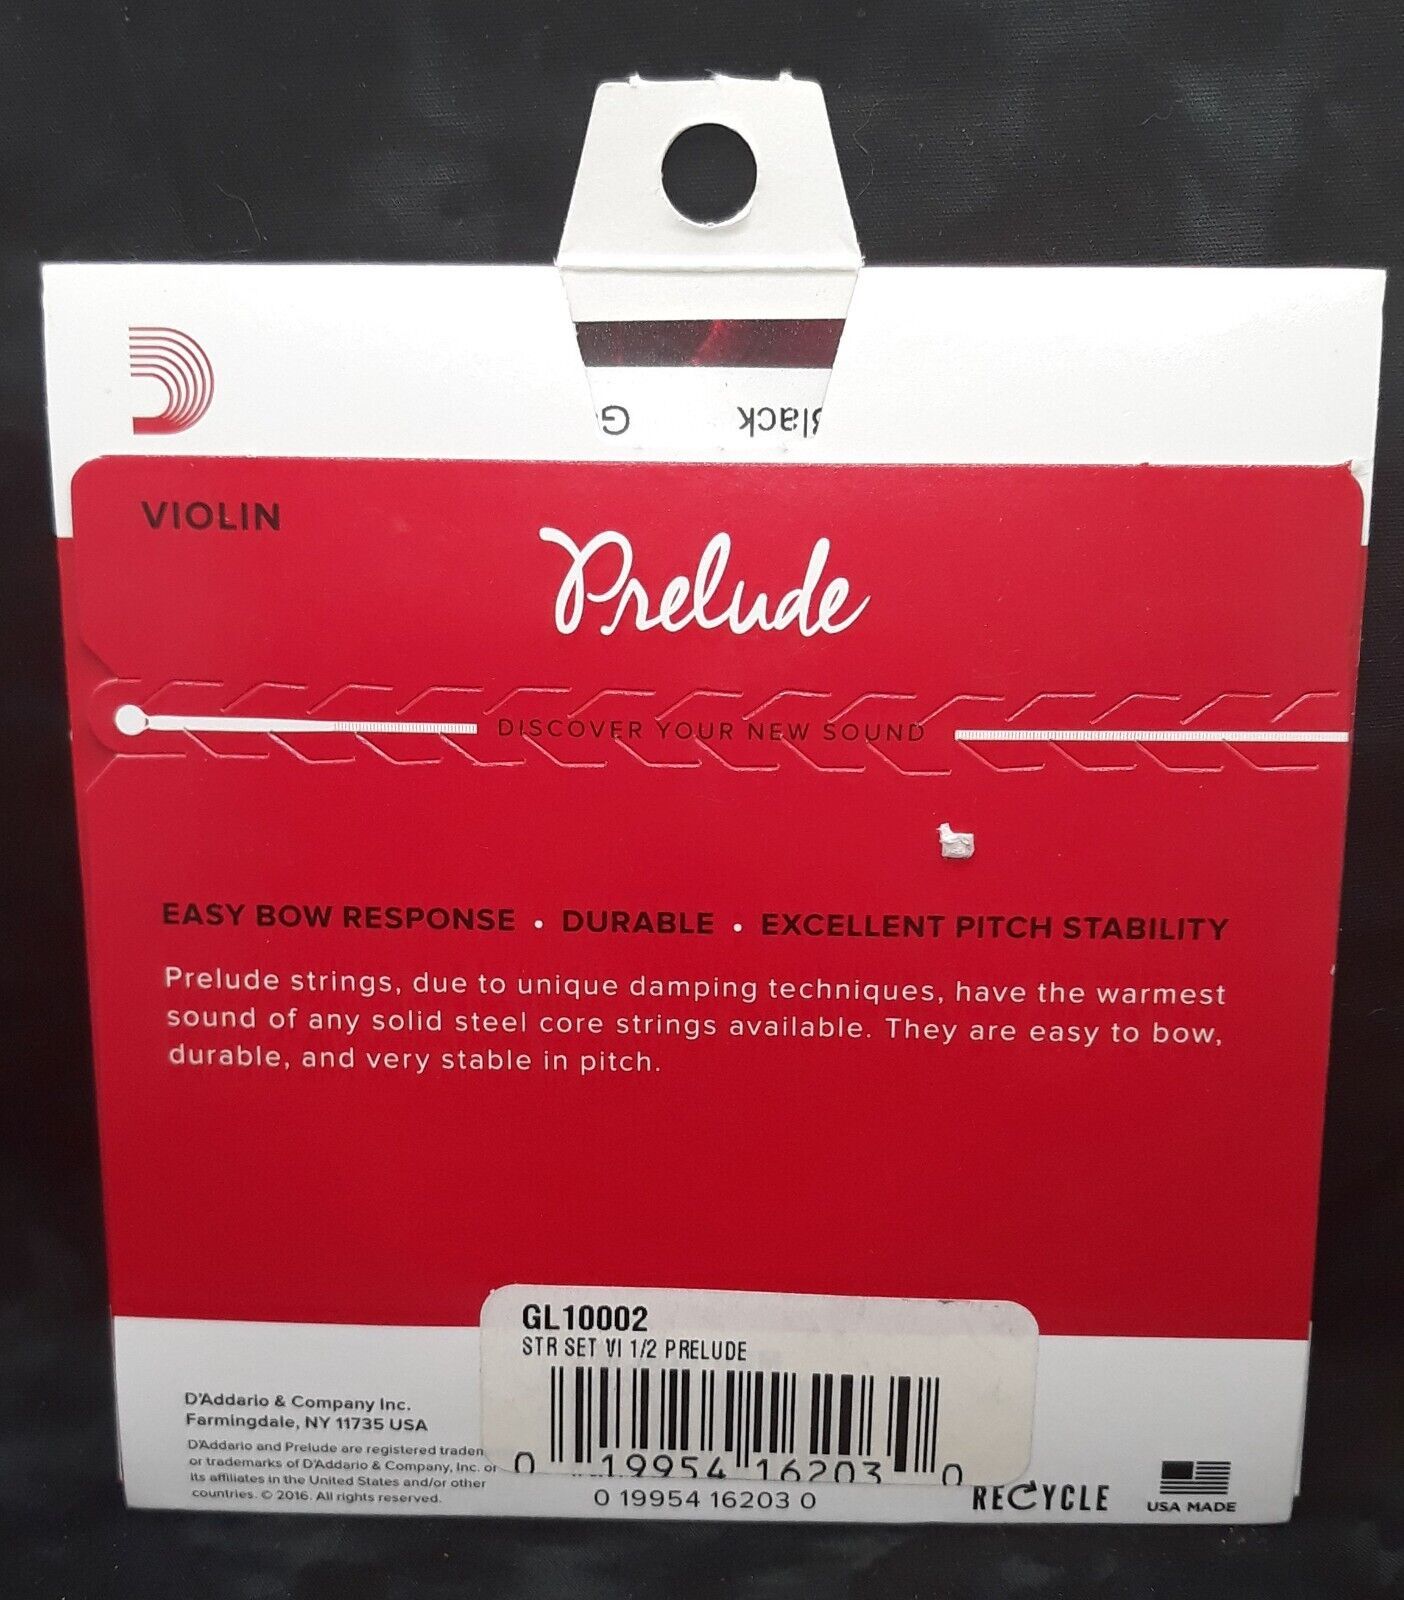 Black G
VIOLIN
Prelude
DISCOVER YOUR NEW SOUND
EASY BOW RESPONSE • DURABLE • EXCELLENT PITCH STABILITY
Prelude strings, due to unique damping techniques, have the warmest
sound of any solid steel core strings available. They are easy to bow,
durable, and very stable in pitch.
GL10002
STR SET VI 1/2 PRELUDE
0 19954 16203 0
0 19954 16203 0
D'Addario & Company Inc.
Farmingdale, NY 11735 USA
D'Addario and Prelude are registered tradem
or trademarks of D'Addario & Company, Inc. or
its affiliates in the United States and/or other
countries. © 2016. All rights reserved.
RECYCLE
USA MADE